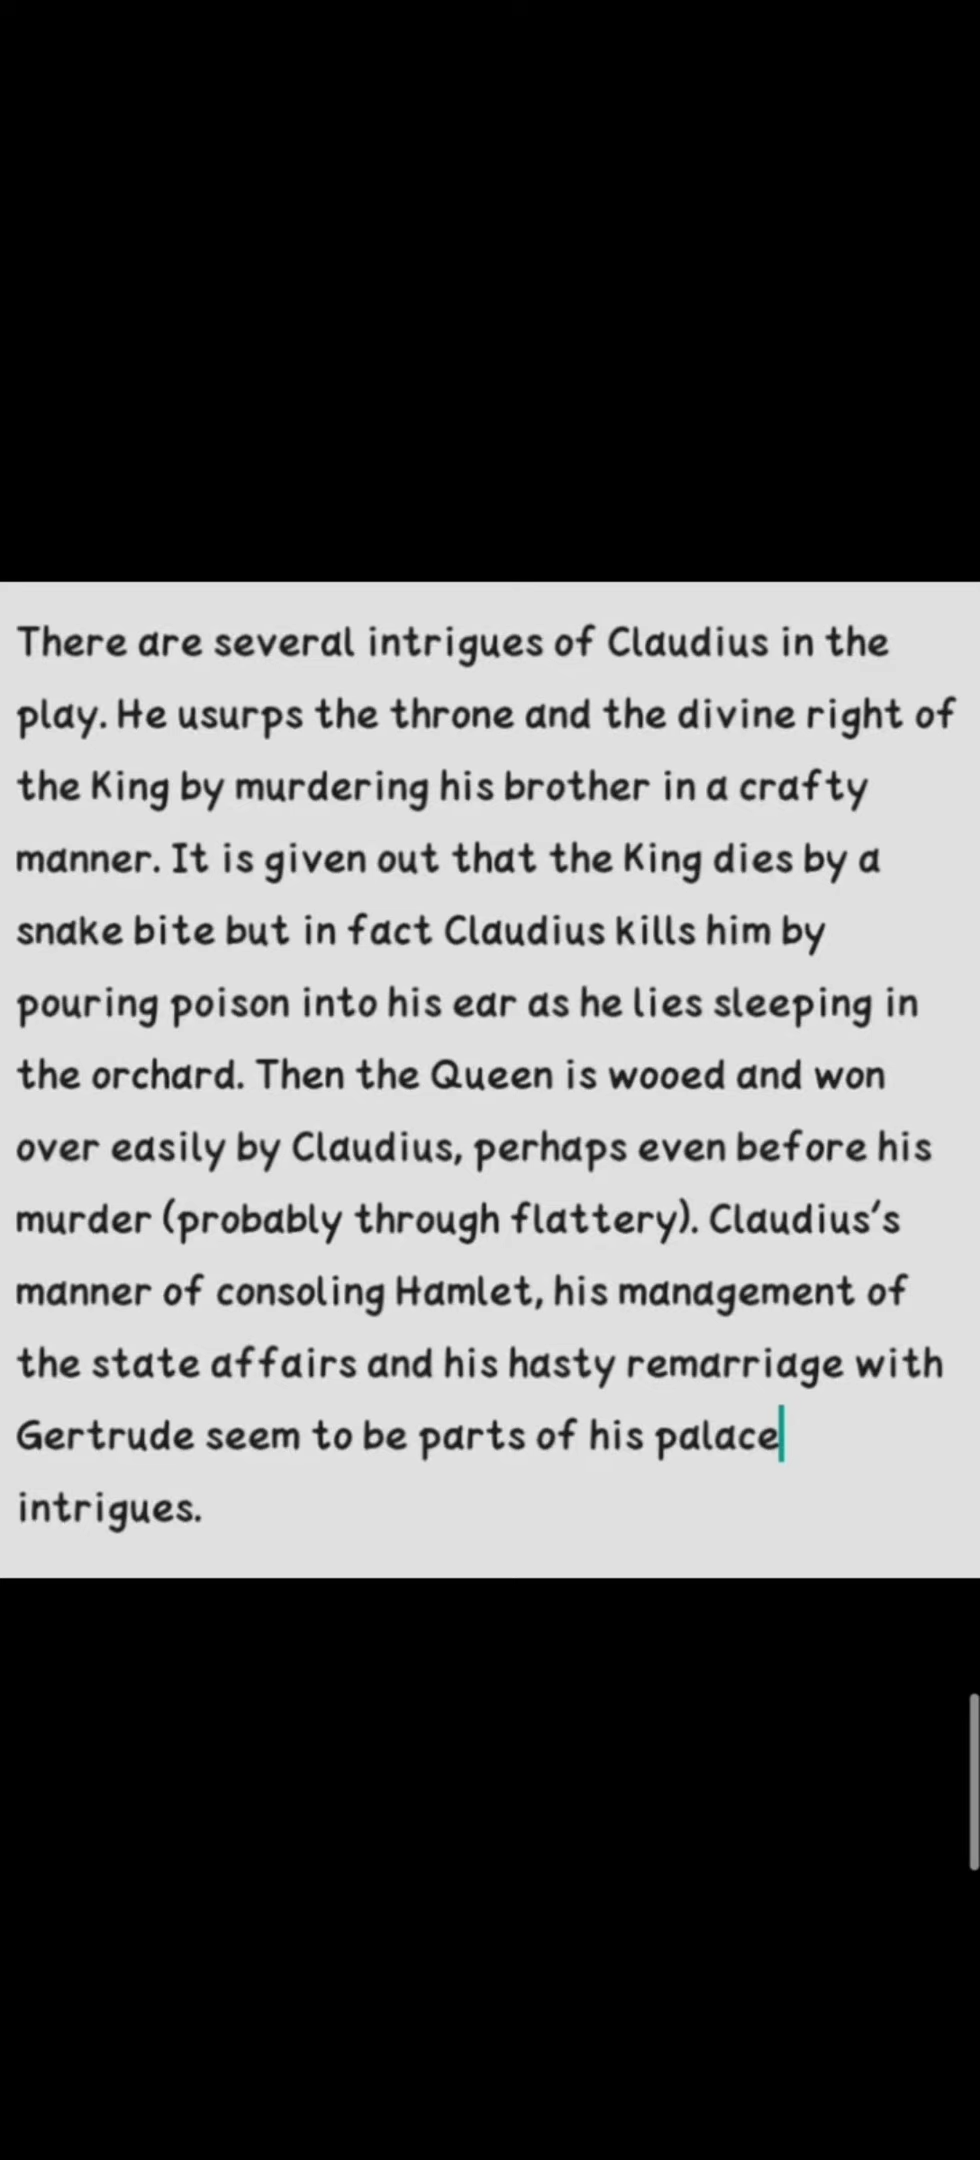 There are several intrigues of Claudius in the
play. He usurps the throne and the divine right of
the King by murdering his brother in a crafty
manner. It is given out that the King dies by a
snake bite but in fact Claudius kills him by
pouring poison into his ear as he lies sleeping in
the orchard. Then the Queen is wooed and won
over easily by Claudius, perhaps even before his
murder (probably through flattery). Claudius's
manner of consoling Hamlet, his management of
the state affairs and his hasty remarriage with
Gertrude seem to be parts of his palace
intrigues.